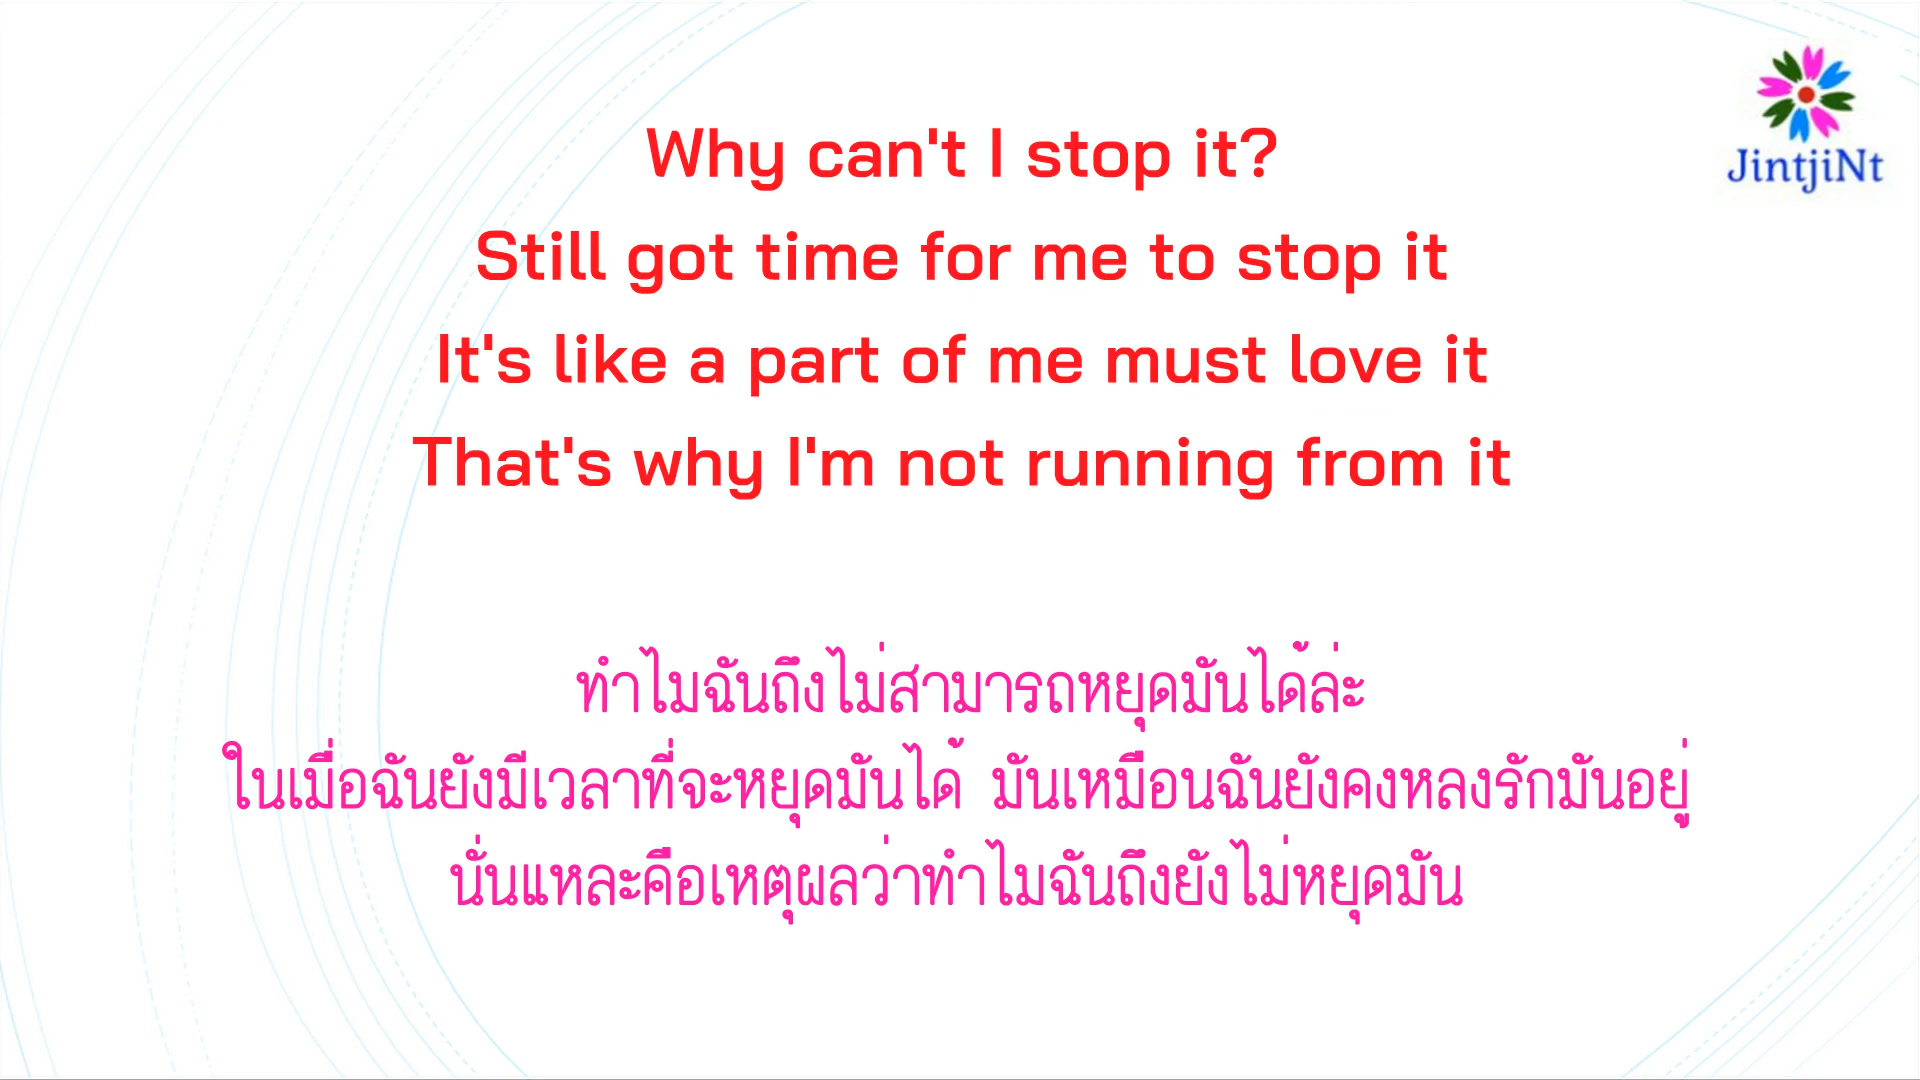 JintjiNt
Why can't I stop it?
Still got time for me to stop it
It's like a part of me must love it
That's why I'm not running from it
ทำไมฉันถึงไม่สามารถหยุดมันได้ล่ะ
ในเมื่อฉันยังมีเวลาที่จะหยุดมันได้ มันเหมือนฉันยังคงหลงรักมันอยู่
นั่นแหละคือเหตุผลว่าทำไมฉันถึงยังไม่หยุดมัน